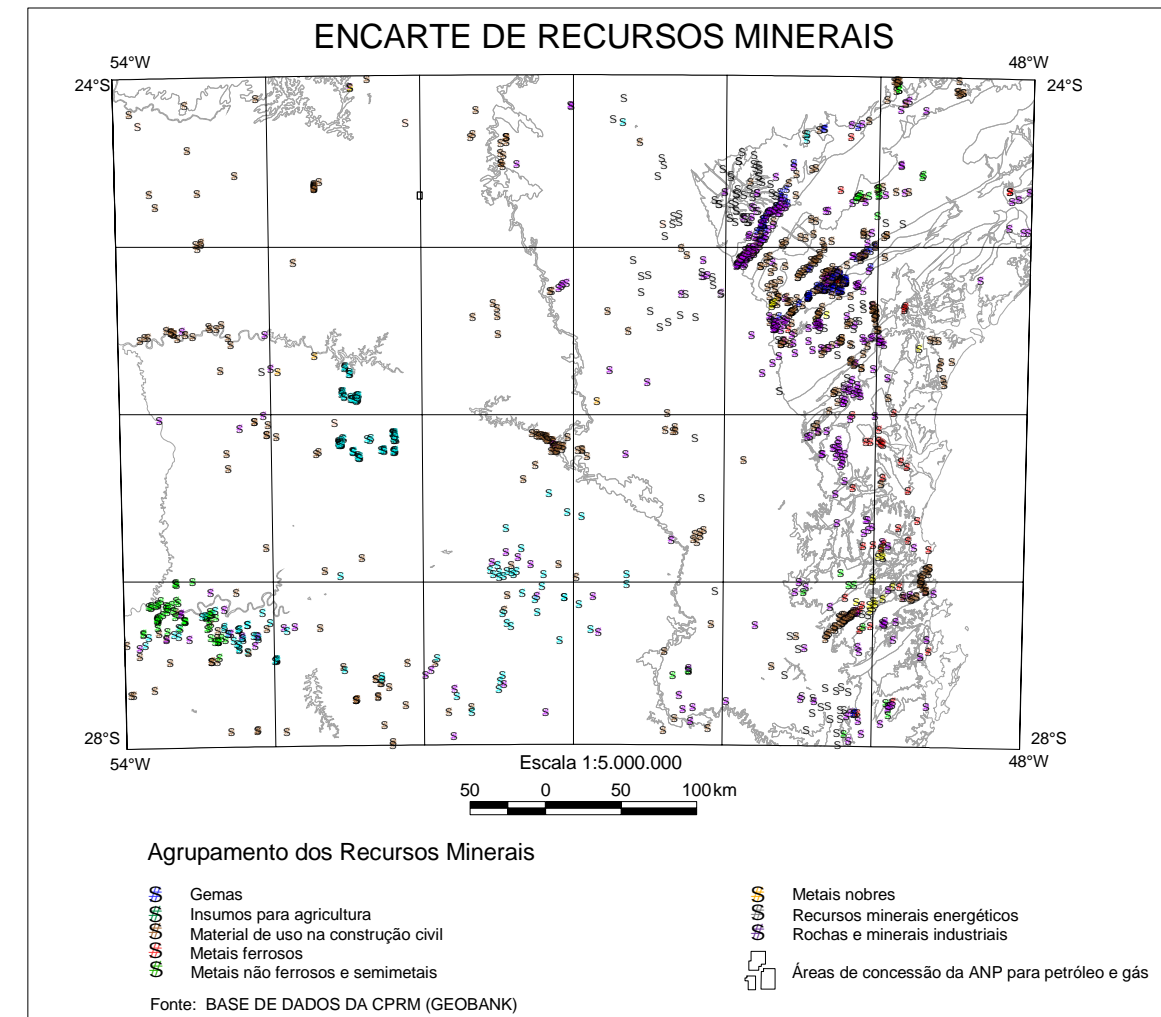 ENCARTE DE RECURSOS MINERAIS
54°W 48°W
24°S 24°S
28°S 28°S
54°W 48°W
Escala 1:5.000.000
50 0 50 100 km
Agrupamento dos Recursos Minerais
S Gemas
S Insumos para agricultura
S Material de uso na construção civil
S Metais ferrosos
S Metais não ferrosos e semimetais
S Metais nobres
S Recursos minerais energéticos
S Rochas e minerais industriais
Áreas de concessão da ANP para petróleo e gás
Fonte: BASE DE DADOS DA CPRM (GEOBANK)